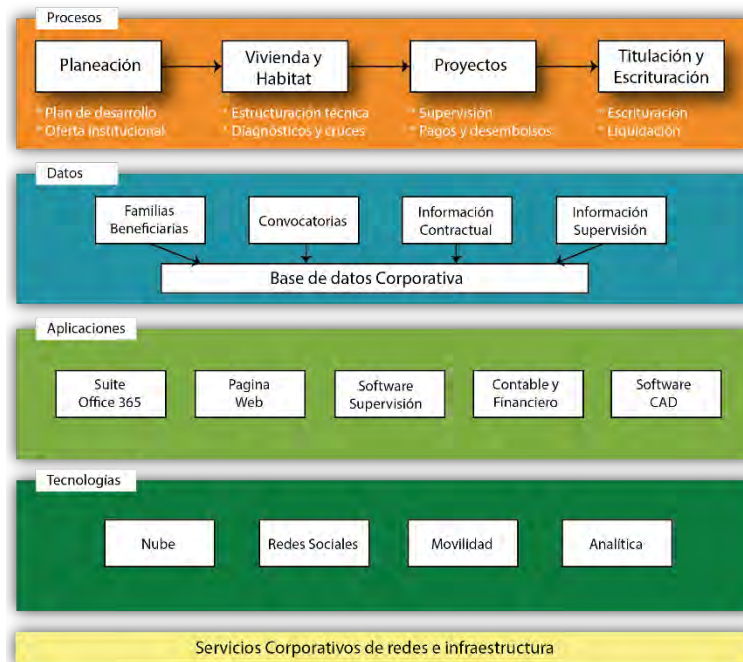 Procesos
Planeación
Vivienda y
Habitat
Proyectos
Titulación y
Escrituración
* Plan de desarrollo
* Oferta institucional
* Estructuración técnica
* Diagnósticos y cruces
* Supervisión
* Pagos y desembolsos
* Escrituración
* Liquidación
Datos
Familias
Beneficiarias
Convocatorias
Información
Contractual
Información
Supervisión
Base de datos Corporativa
Aplicaciones
Suite
Office 365
Pagina
Web
Software
Supervisión
Contable y
Financiero
Software
CAD
Tecnologías
Nube
Redes Sociales
Movilidad
Analítica
Servicios Corporativos de redes e infraestructura